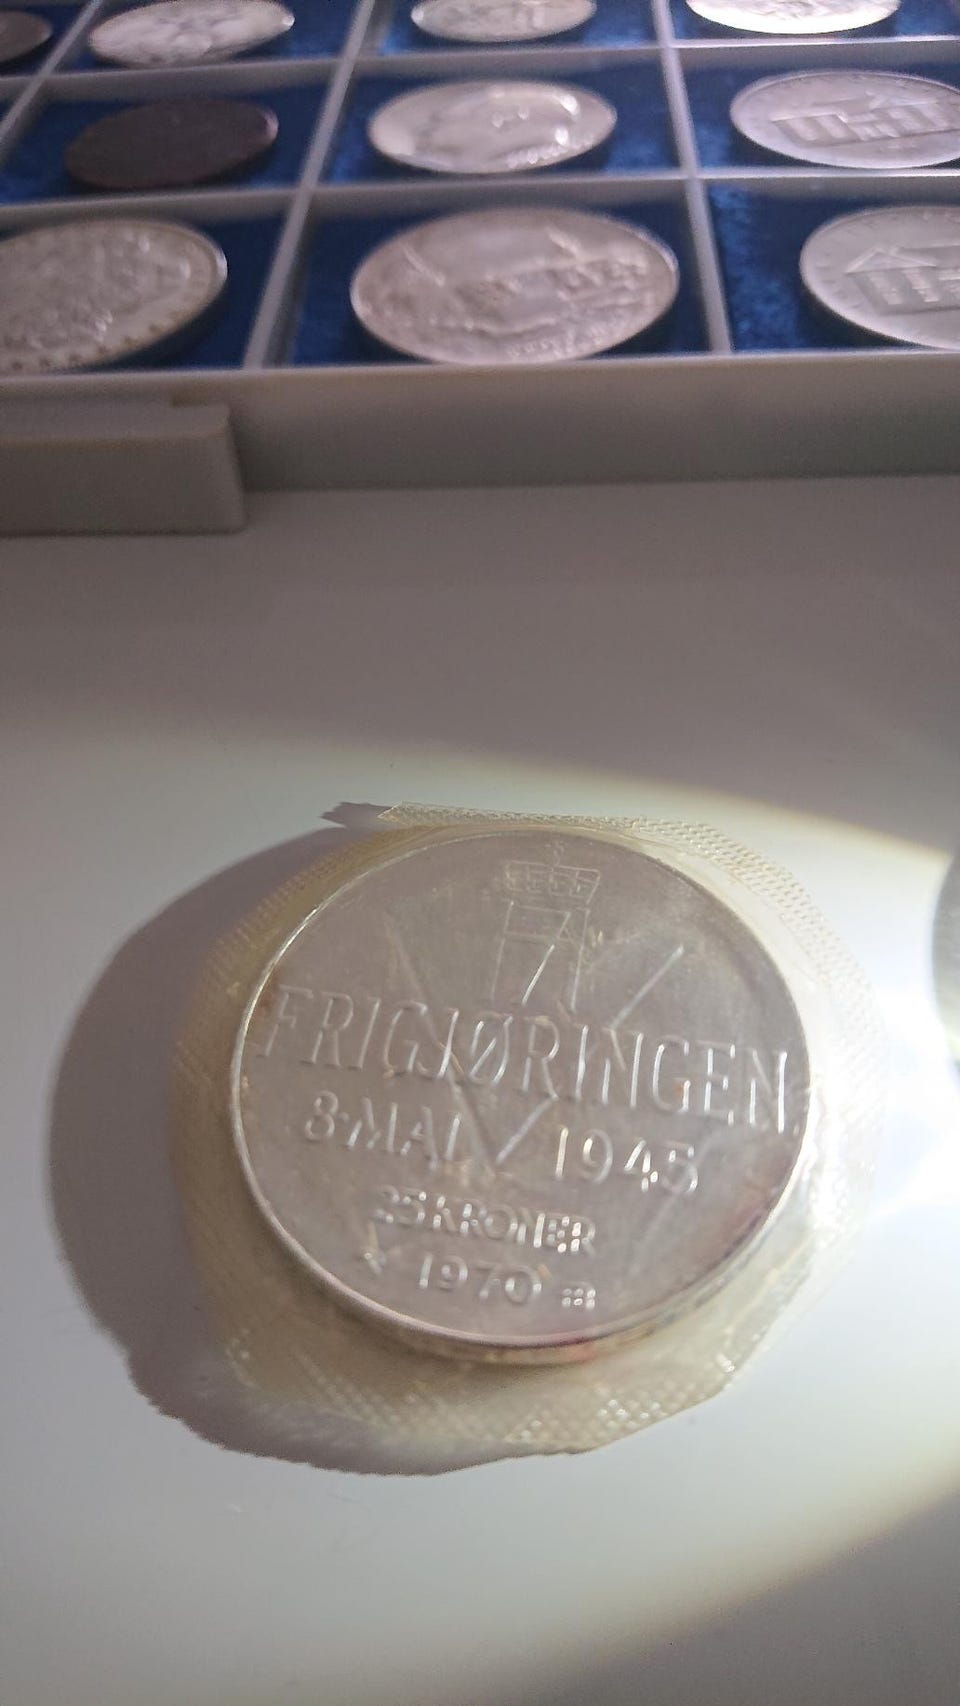 FRIGJØRINGEN
8·MAI 1945
25 KRONER
1970